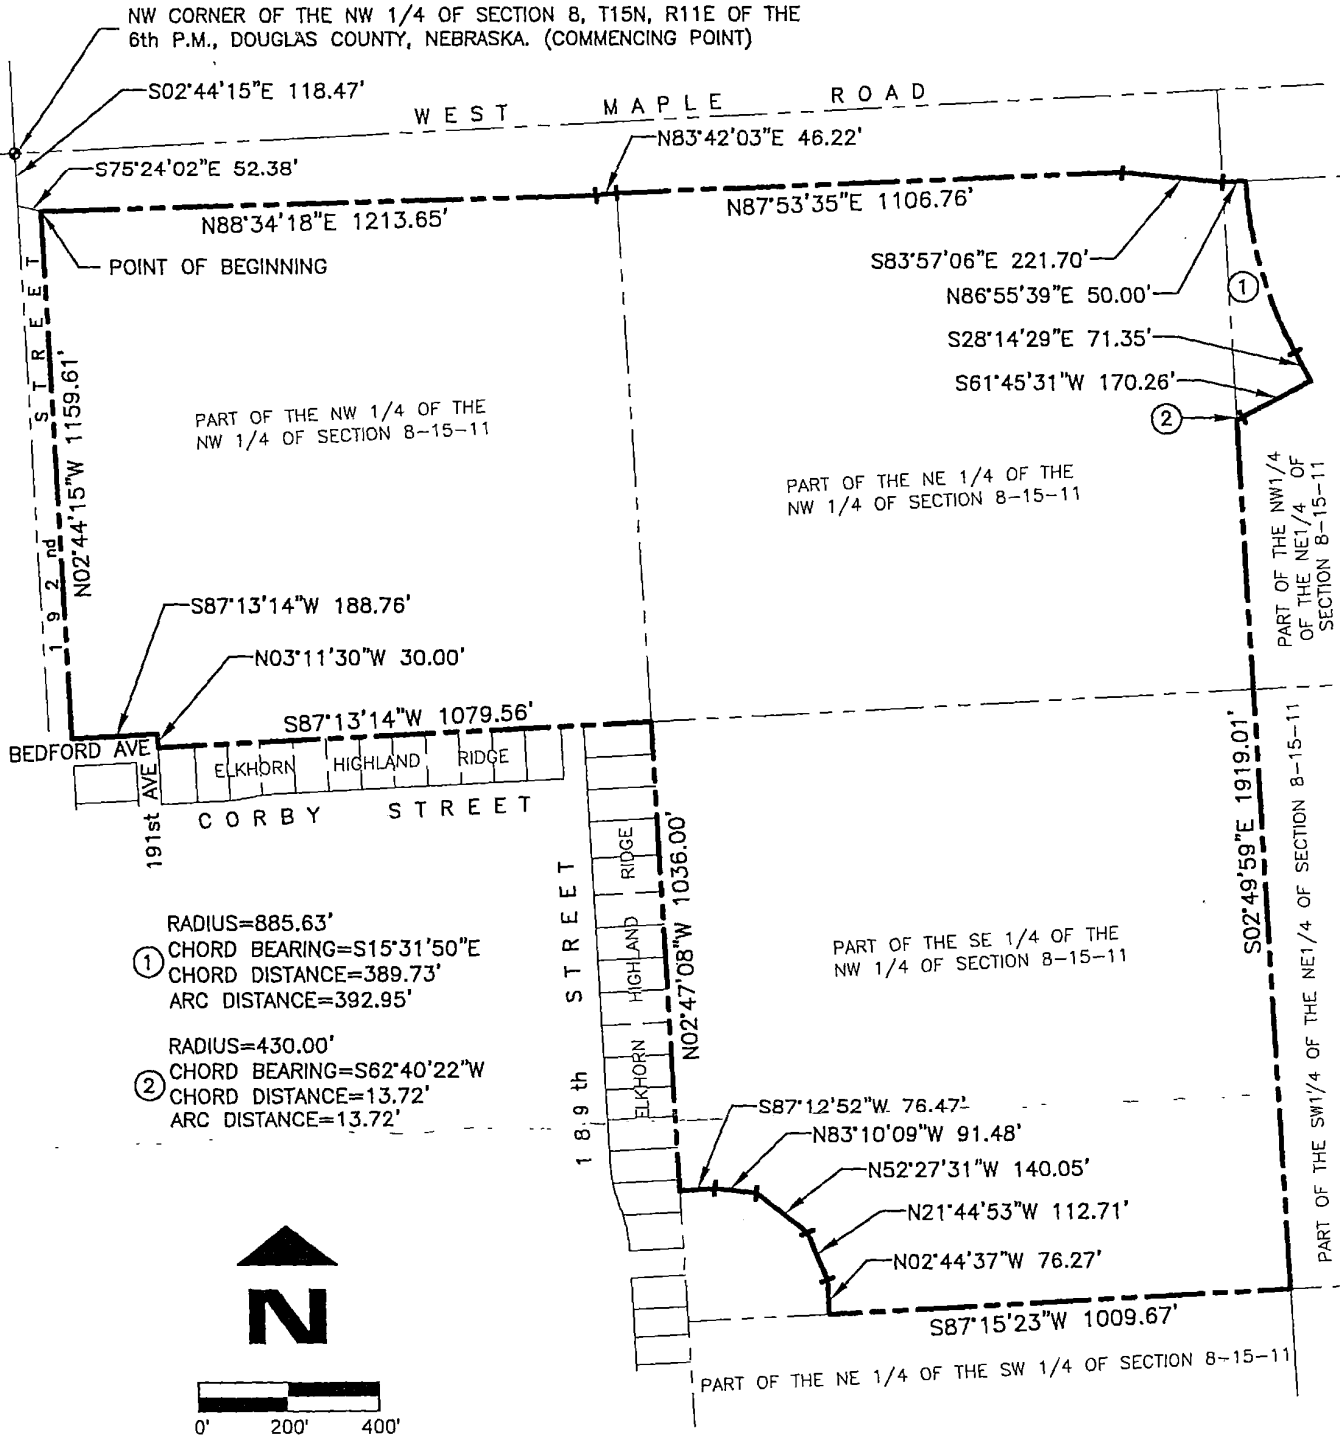 NW CORNER OF THE NW 1/4 OF SECTION 8, T15N, R11E OF THE
6th P.M., DOUGLAS COUNTY, NEBRASKA. (COMMENCING POINT)
S02°44'15"E 118.47'
WEST MAPLE ROAD
N83°42'03"E 46.22'
S75°24'02"E 52.38'
N88°34'18"E 1213.65'
N87°53'35"E 1106.76'
POINT OF BEGINNING
S83°57'06"E 221.70'
N86°55'39"E 50.00'
1
S28°14'29"E 71.35'
S61°45'31"W 170.26'
2
192nd STREET
N02°44'15"W 1159.61'
PART OF THE NW 1/4 OF THE
NW 1/4 OF SECTION 8-15-11
PART OF THE NE 1/4 OF THE
NW 1/4 OF SECTION 8-15-11
PART OF THE NW1/4
OF THE NE1/4 OF
SECTION 8-15-11
S87°13'14"W 188.76'
N03°11'30"W 30.00'
S87°13'14"W 1079.56'
BEDFORD AVE
191st AVE
ELKHORN HIGHLAND RIDGE
CORBY STREET
189th STREET
ELKHORN HIGHLAND RIDGE
N02°47'08"W 1036.00'
S02°49'59"E 1919.01'
PART OF THE SW1/4 OF THE NE1/4 OF SECTION 8-15-11
PART OF THE SE 1/4 OF THE
NW 1/4 OF SECTION 8-15-11
1
RADIUS=885.63'
CHORD BEARING=S15°31'50"E
CHORD DISTANCE=389.73'
ARC DISTANCE=392.95'
2
RADIUS=430.00'
CHORD BEARING=S62°40'22"W
CHORD DISTANCE=13.72'
ARC DISTANCE=13.72'
S87°12'52"W 76.47'
N83°10'09"W 91.48'
N52°27'31"W 140.05'
N21°44'53"W 112.71'
N02°44'37"W 76.27'
S87°15'23"W 1009.67'
PART OF THE NE 1/4 OF THE SW 1/4 OF SECTION 8-15-11
N
0' 200' 400'